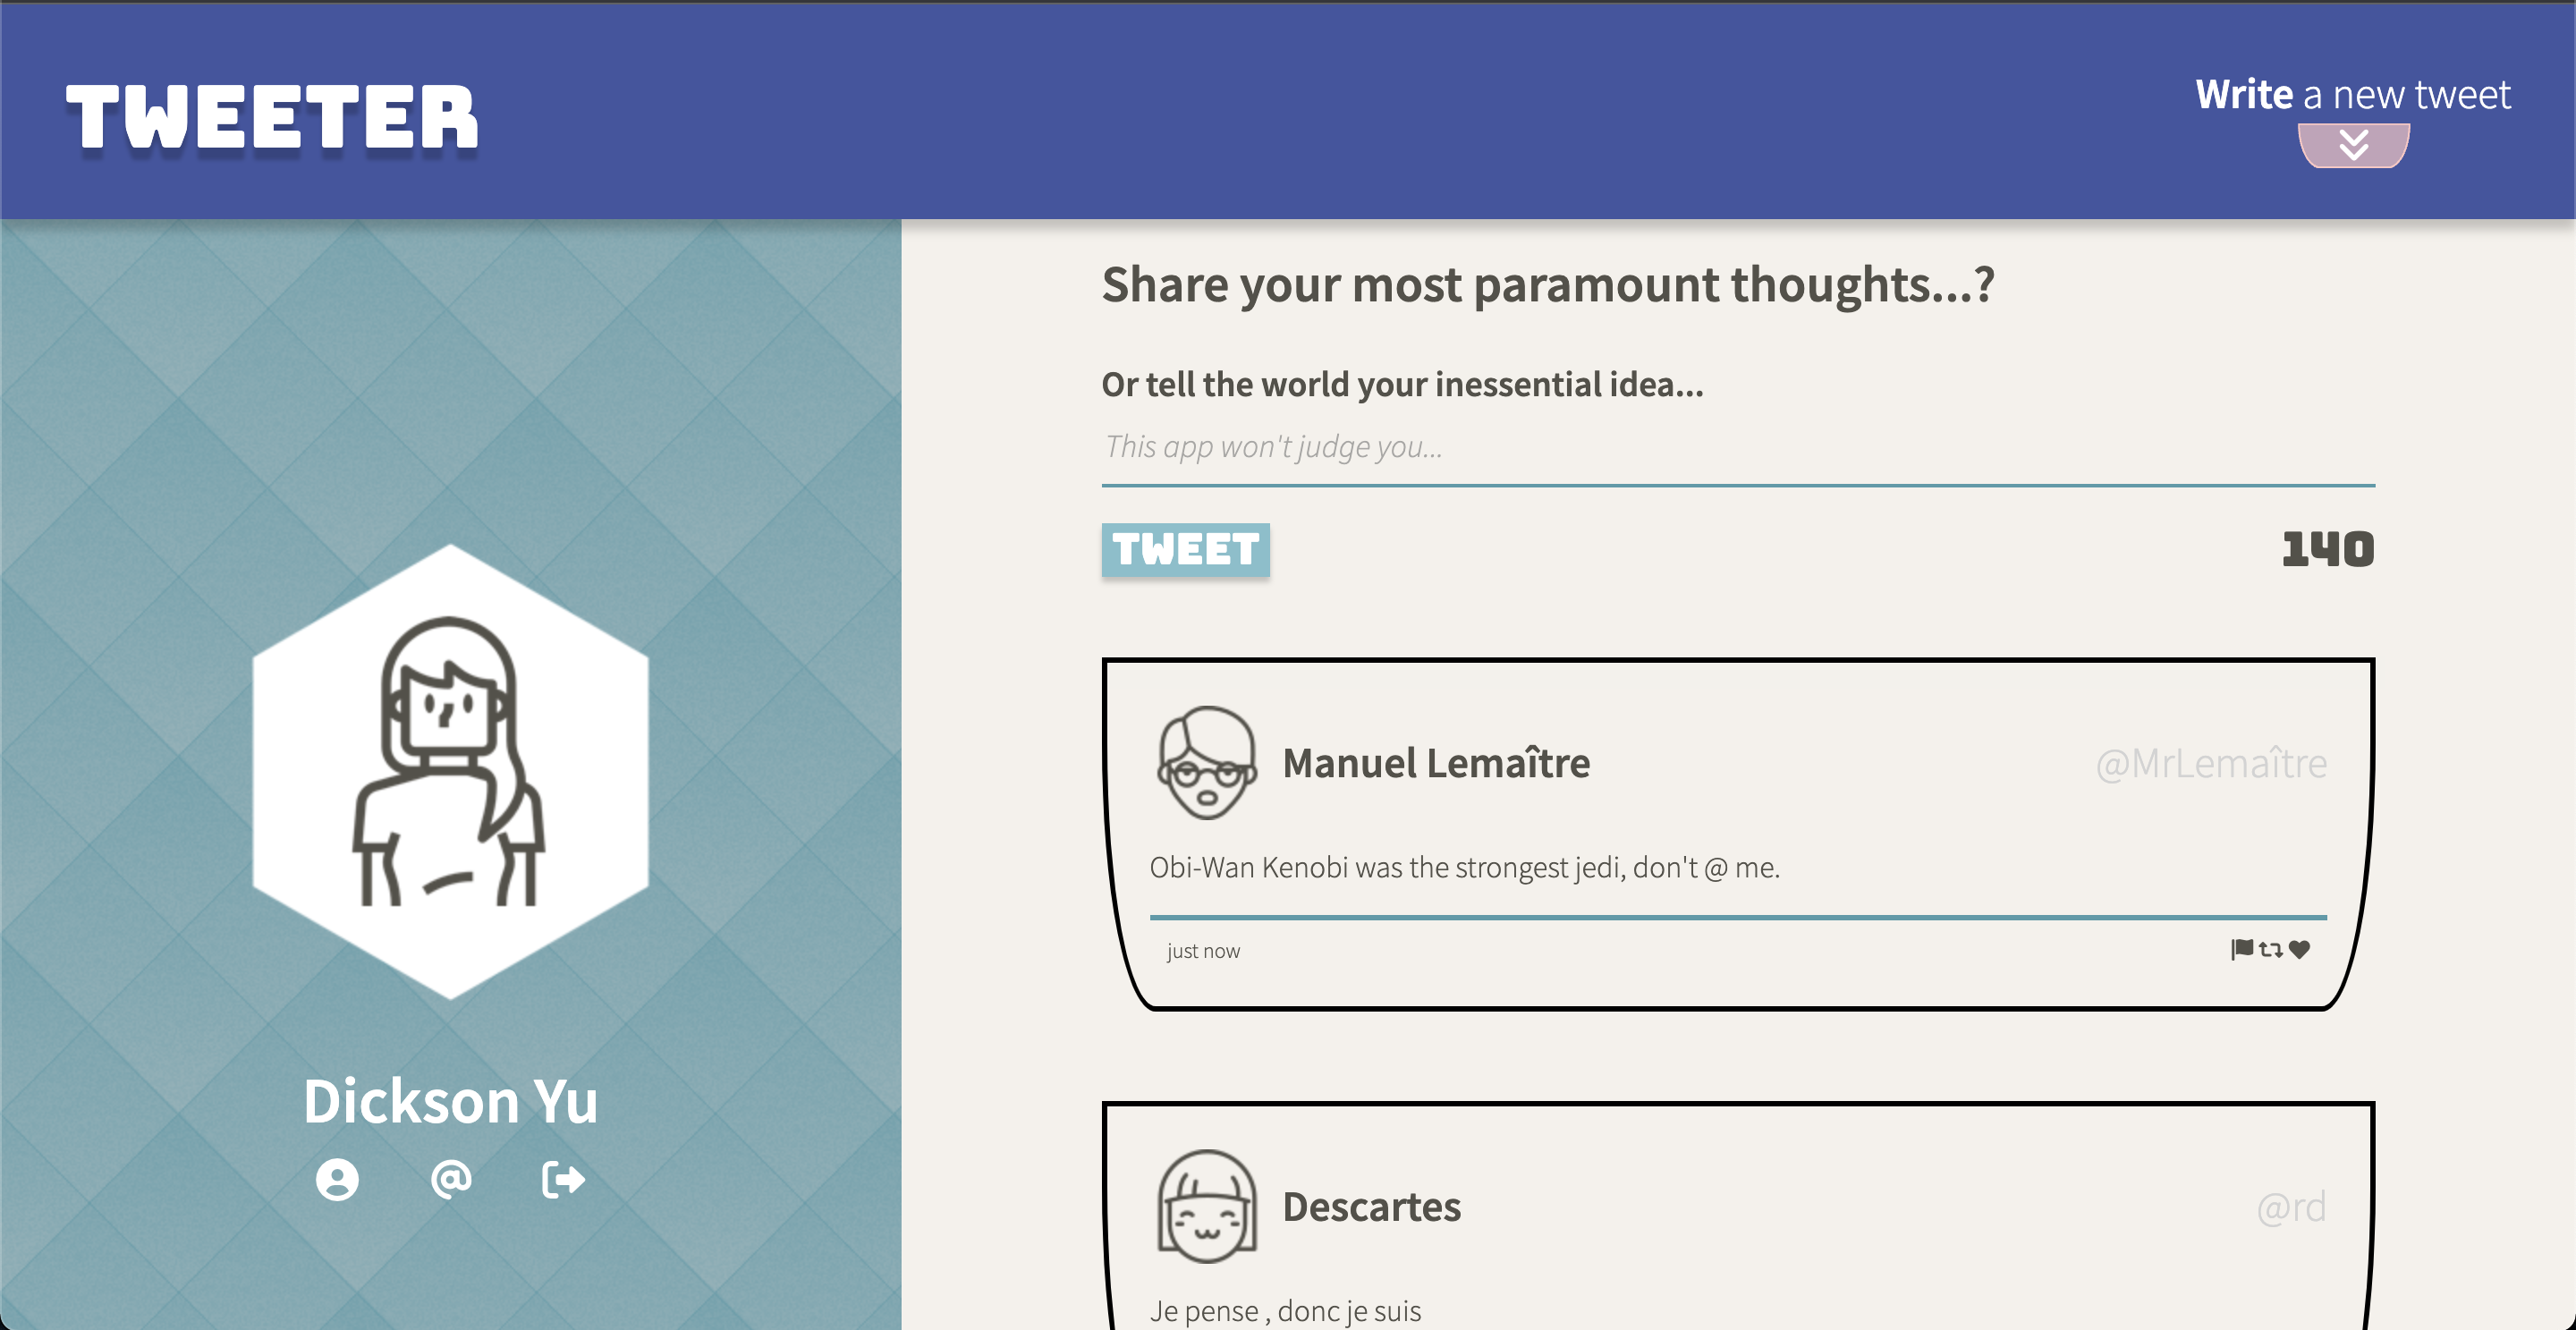 TWEETER
Write a new tweet
Share your most paramount thoughts...?
Or tell the world your inessential idea...
This app won't judge you...
TWEET
140
Manuel Lemaître
@MrLemaître
Obi-Wan Kenobi was the strongest jedi, don't @ me.
just now
Dickson Yu
@
Descartes
@rd
Je pense , donc je suis